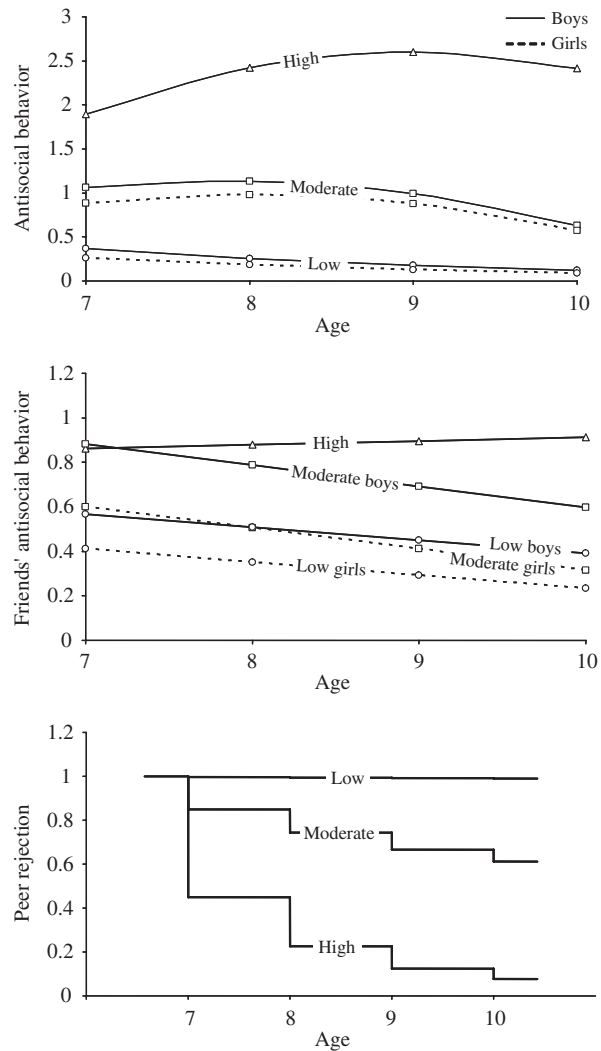 Antisocial behavior
3
2.5
2
1.5
1
0.5
0
Boys
Girls
High
Moderate
Low
7 8 9 10
Age
Friends' antisocial behavior
1.2
1
0.8
0.6
0.4
0.2
0
High
Moderate boys
Low boys
Moderate girls
Low girls
7 8 9 10
Age
Peer rejection
1.2
1
0.8
0.6
0.4
0.2
0
Low
Moderate
High
7 8 9 10
Age